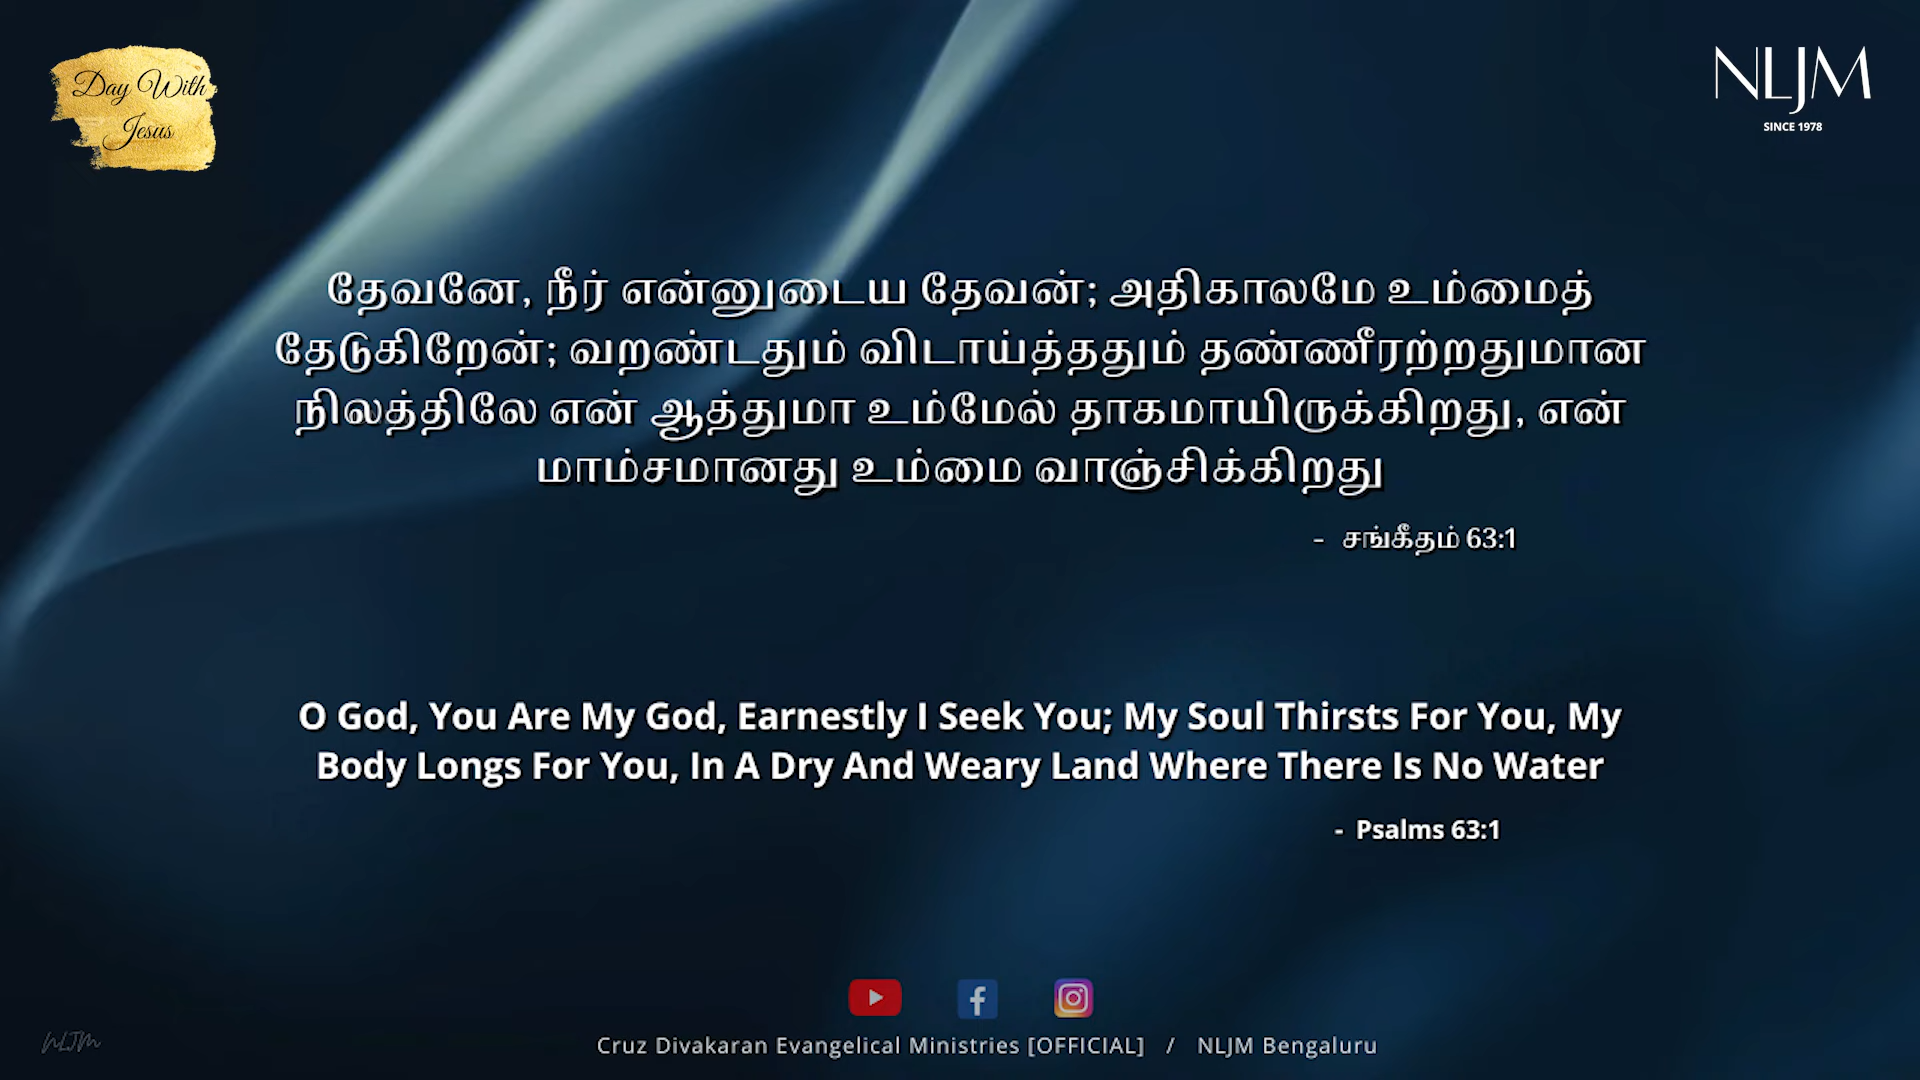 Day With
Jesus
NLJM
SINCE 1978
தேவனே, நீர் என்னுடைய தேவன்; அதிகாலமே உம்மைத்
தேடுகிறேன்; வறண்டதும் விடாய்த்ததும் தண்ணீரற்றதுமான
நிலத்திலே என் ஆத்துமா உம்மேல் தாகமாயிருக்கிறது, என்
மாம்சமானது உம்மை வாஞ்சிக்கிறது
- சங்கீதம் 63:1
O God, You Are My God, Earnestly I Seek You; My Soul Thirsts For You, My
Body Longs For You, In A Dry And Weary Land Where There Is No Water
- Psalms 63:1
NLJM
Cruz Divakaran Evangelical Ministries [OFFICIAL] / NLJM Bengaluru